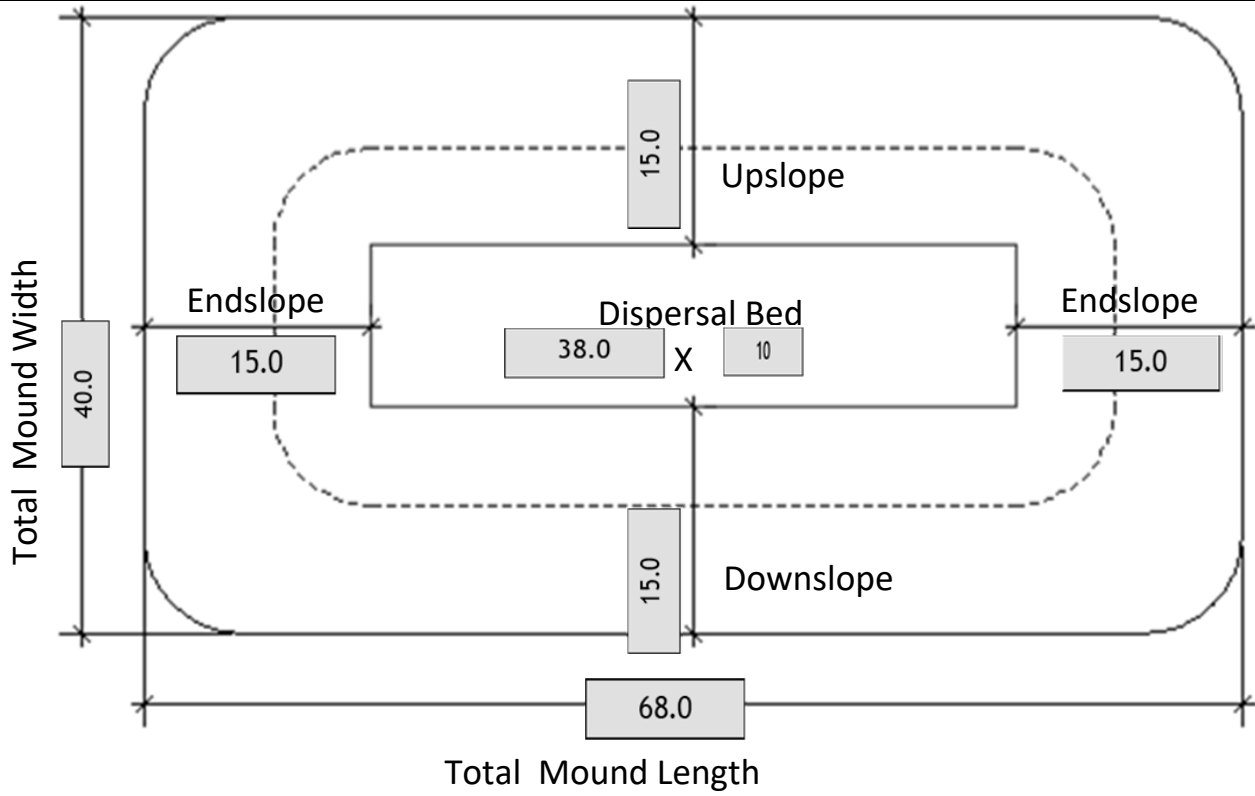 15.0
Upslope
Endslope
Endslope
Dispersal Bed
38.0 X 10
15.0
15.0
Total Mound Width
40.0
15.0
Downslope
68.0
Total Mound Length